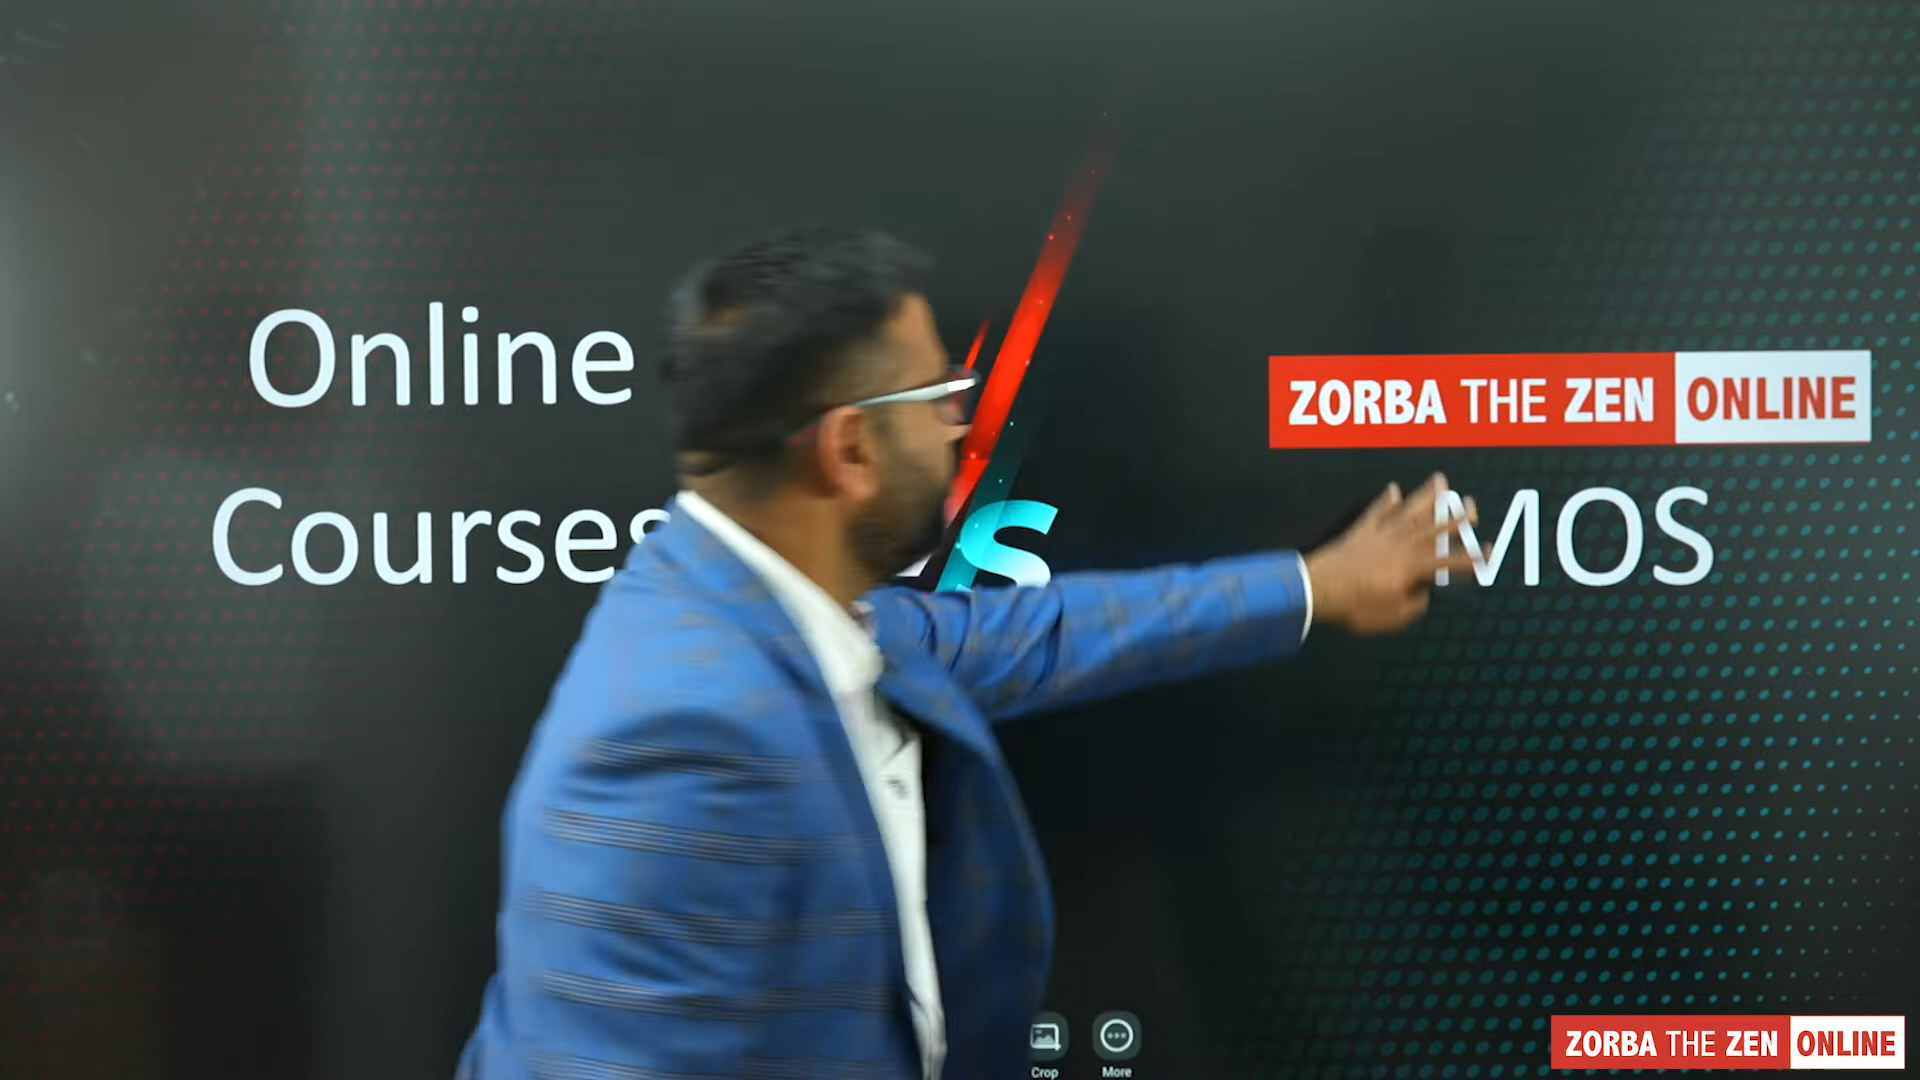 Online
Courses
ZORBA THE ZEN ONLINE
MOS
Crop
More
ZORBA THE ZEN ONLINE